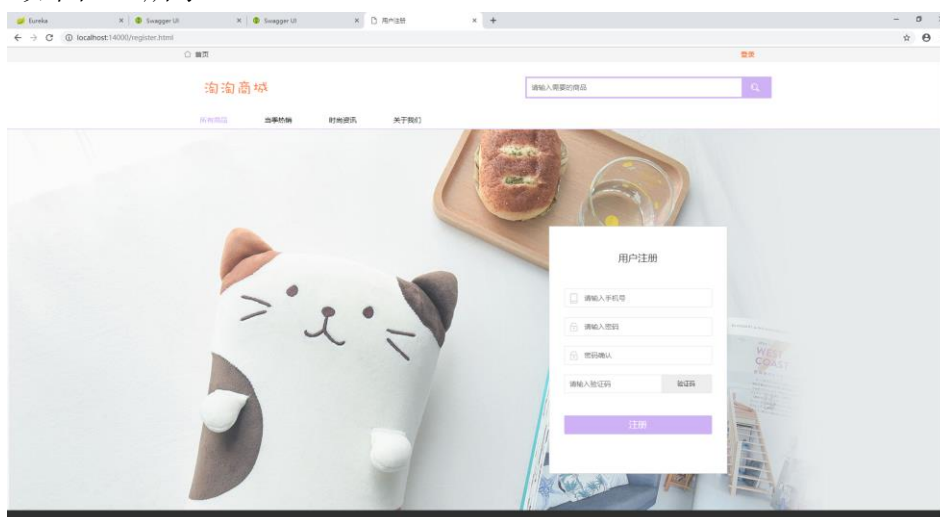 Eureka
Swagger UI
Swagger UI
用户注册
localhost:14000/register.html
首页
登录
淘淘商城
请输入需要的商品
所有商品
当季热销
时尚资讯
关于我们
用户注册
请输入手机号
请输入密码
密码确认
请输入验证码
验证码
注册
WEST
COAST